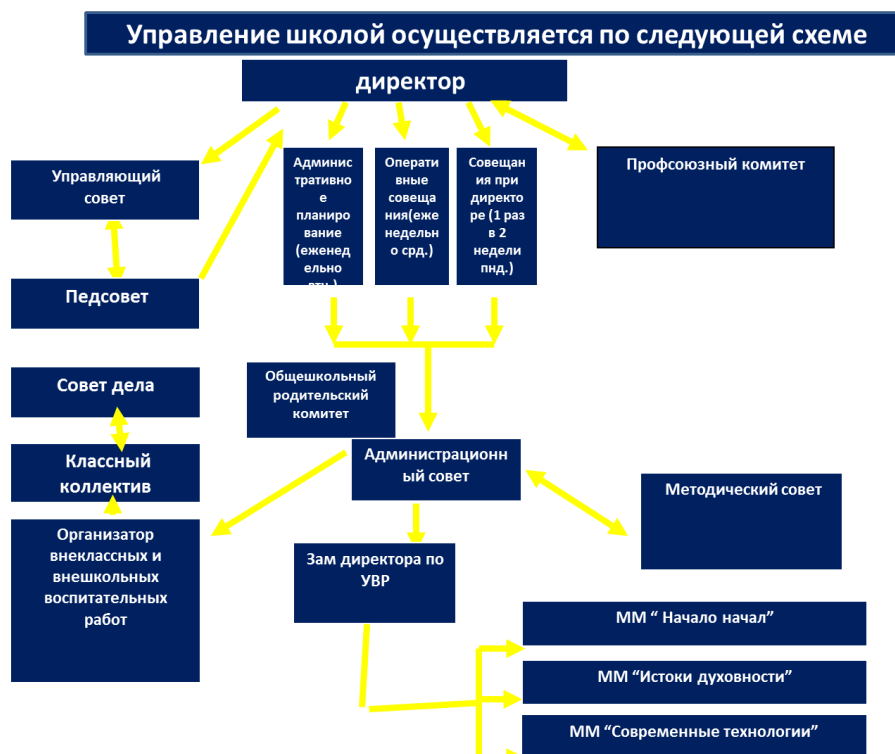 Управление школой осуществляется по следующей схеме
директор
Управляющий
совет
Педсовет
Админис
тративно
е
планиро
вание
(еженед
ельно
Операти
вные
совеща
ния(еже
недельн
о срд.)
Совещан
ия при
директо
ре (1 раз
в 2
недели
пнд.)
Профсоюзный комитет
Совет дела
Классный
коллектив
Организатор
внеклассных и
внешкольных
воспитательных
работ
Общешкольный
родительский
комитет
Администрационн
ый совет
Методический совет
Зам директора по
УВР
ММ “ Начало начал”
ММ “Истоки духовности”
ММ “Современные технологии”